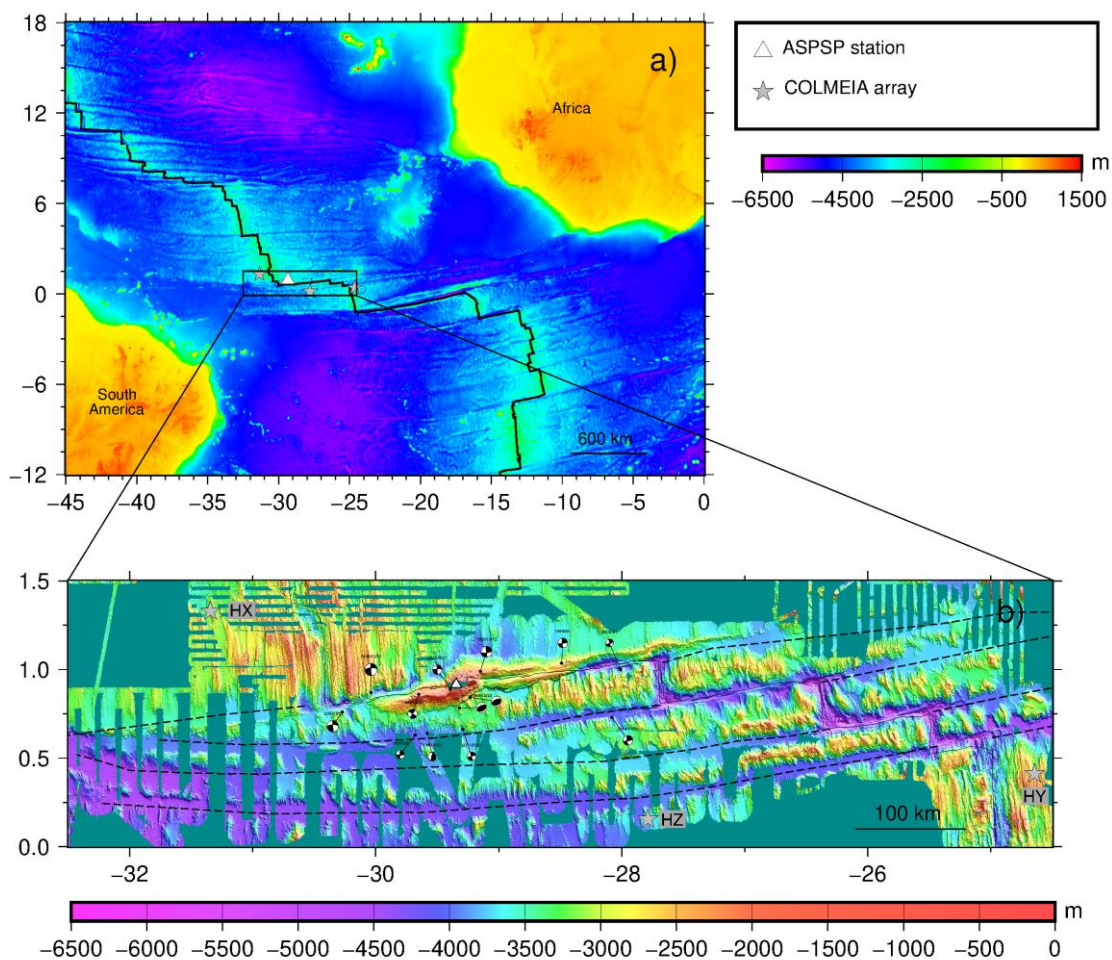 18
12
6
0
−6
−12
a)
Africa
South
America
600 km
−45 −40 −35 −30 −25 −20 −15 −10 −5 0
ASPSP station
COLMEIA array
m
−6500 −4500 −2500 −500 1500
1.5
1.0
0.5
0.0
HX
b)
HY
HZ
100 km
−32 −30 −28 −26
m
−6500 −6000 −5500 −5000 −4500 −4000 −3500 −3000 −2500 −2000 −1500 −1000 −500 0